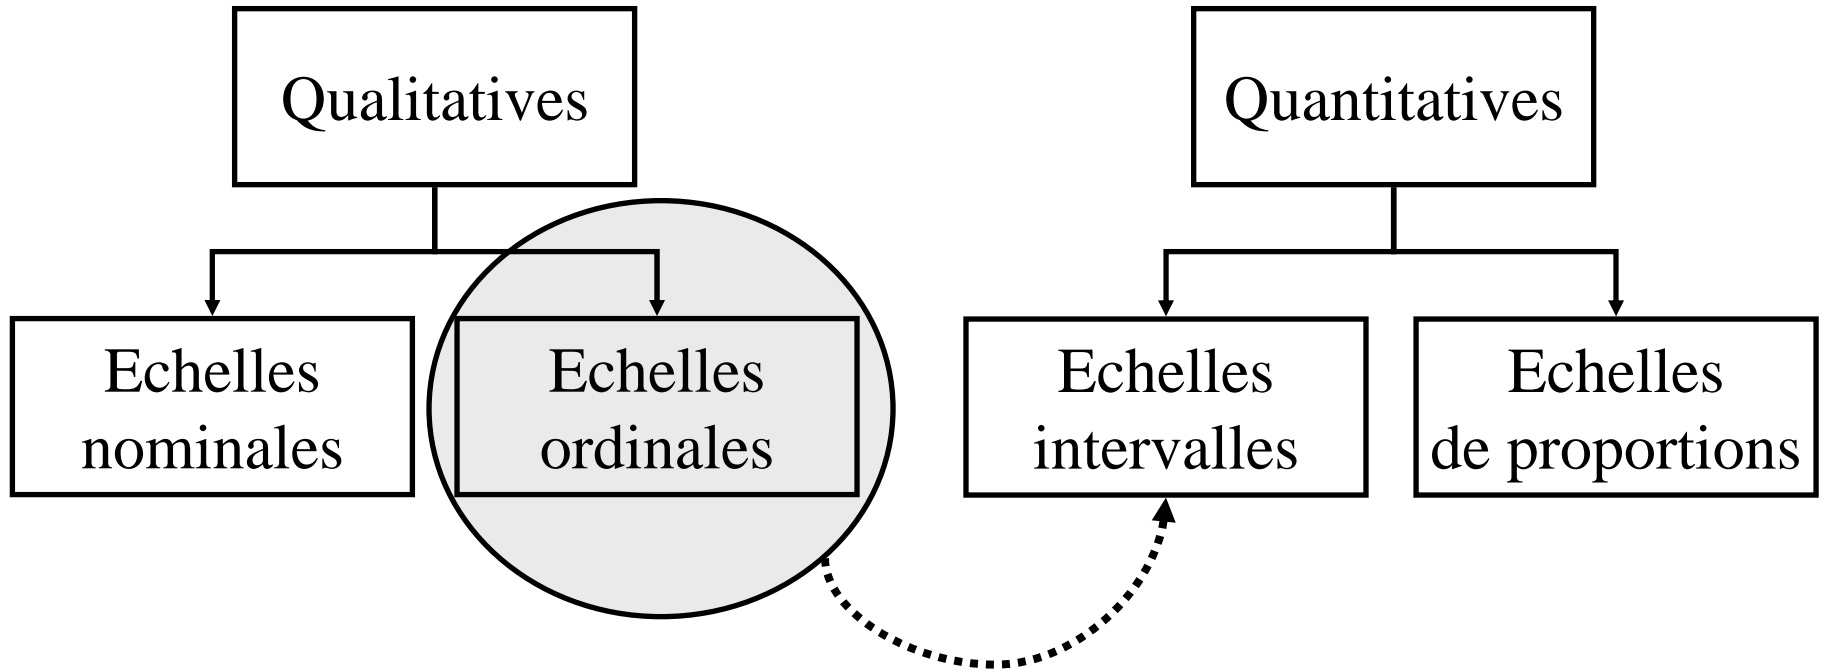 Qualitatives
Quantitatives
Echelles
nominales
Echelles
ordinales
Echelles
intervalles
Echelles
de proportions